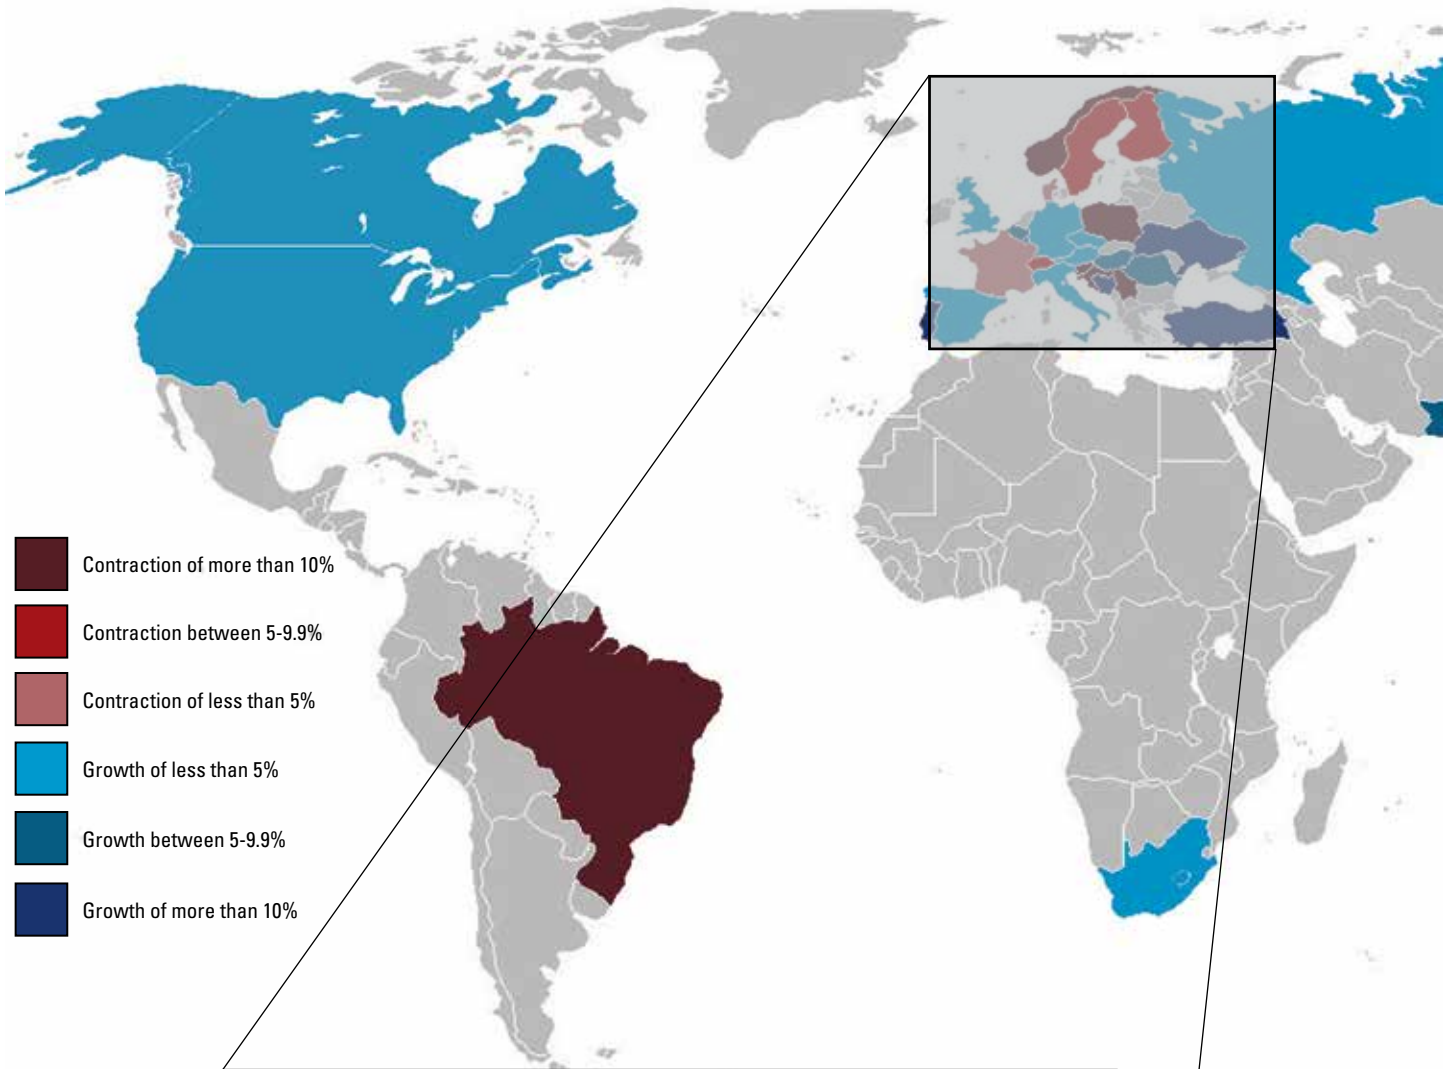 Contraction of more than 10%
Contraction between 5-9.9%
Contraction of less than 5%
Growth of less than 5%
Growth between 5-9.9%
Growth of more than 10%